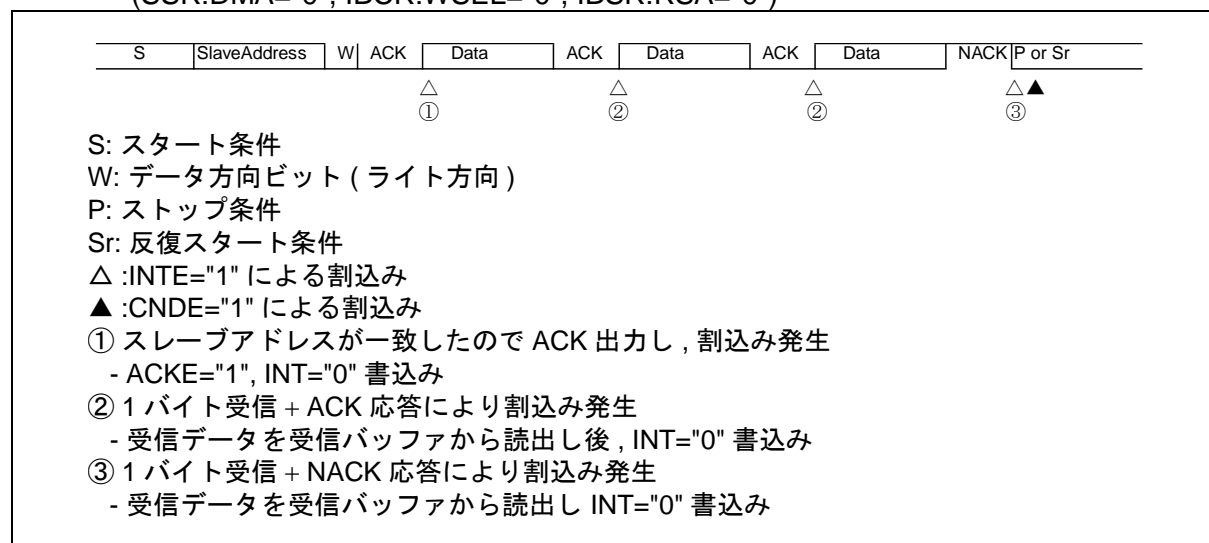 (SSR.DMA="0", IBCR.WSEL="0", IBSR.RSA="0")
S SlaveAddress W ACK Data ACK Data ACK Data NACK P or Sr
△ △ △ △▲
① ② ② ③
S: スタート条件
W: データ方向ビット ( ライト方向 )
P: ストップ条件
Sr: 反復スタート条件
△ :INTE="1" による割込み
▲ :CNDE="1" による割込み
① スレーブアドレスが一致したので ACK 出力し , 割込み発生
- ACKE="1", INT="0" 書込み
② 1 バイト受信 + ACK 応答により割込み発生
- 受信データを受信バッファから読出し後 , INT="0" 書込み
③ 1 バイト受信 + NACK 応答により割込み発生
- 受信データを受信バッファから読出し INT="0" 書込み